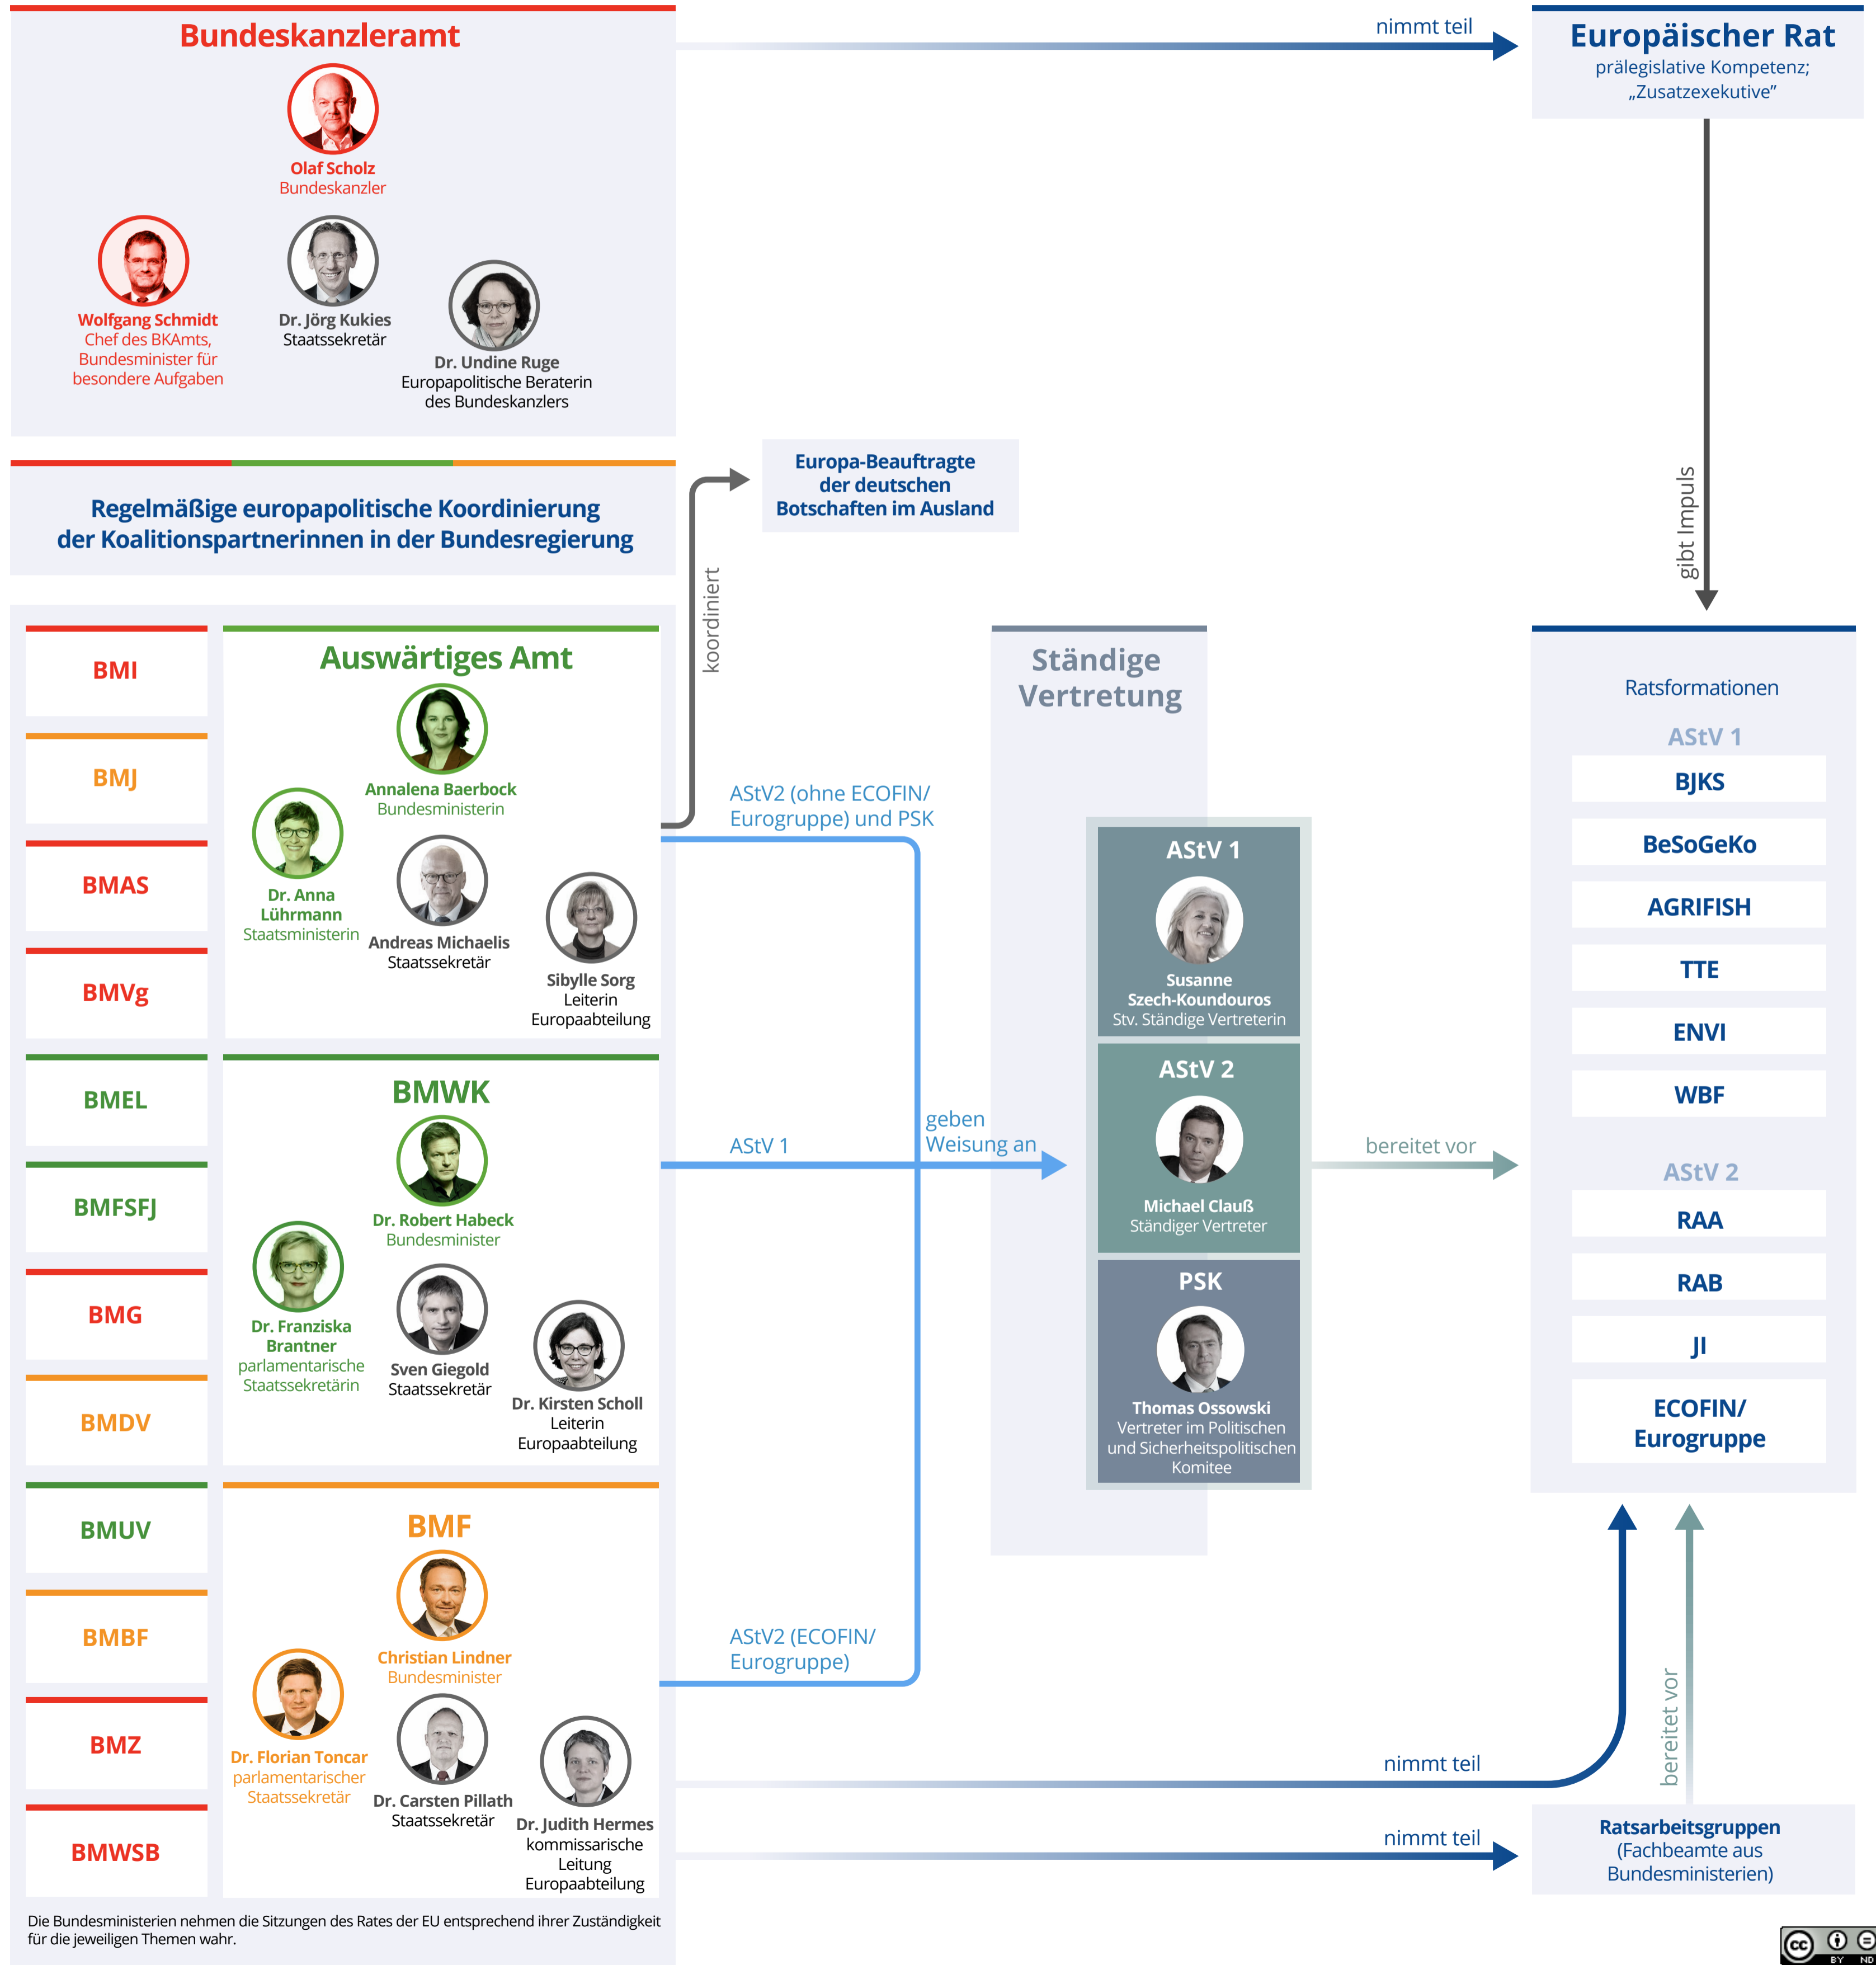 Bundeskanzleramt
Olaf Scholz
Bundeskanzler
Wolfgang Schmidt
Chef des BKAmts,
Bundesminister für
besondere Aufgaben
Dr. Jörg Kukies
Staatssekretär
Dr. Undine Ruge
Europapolitische Beraterin
des Bundeskanzlers
nimmt teil
Europäischer Rat
prälegislative Kompetenz;
„Zusatzexekutive”
gibt Impuls
Regelmäßige europapolitische Koordinierung
der Koalitionspartnerinnen in der Bundesregierung
koordiniert
Europa-Beauftragte
der deutschen
Botschaften im Ausland
BMI
BMJ
BMAS
BMVg
BMEL
BMFSFJ
BMG
BMDV
BMUV
BMBF
BMZ
BMWSB
Auswärtiges Amt
Annalena Baerbock
Bundesministerin
Dr. Anna
Lührmann
Staatsministerin
Andreas Michaelis
Staatssekretär
Sibylle Sorg
Leiterin
Europaabteilung
BMWK
Dr. Robert Habeck
Bundesminister
Dr. Franziska
Brantner
parlamentarische
Staatssekretärin
Sven Giegold
Staatssekretär
Dr. Kirsten Scholl
Leiterin
Europaabteilung
BMF
Christian Lindner
Bundesminister
Dr. Florian Toncar
parlamentarischer
Staatssekretär
Dr. Carsten Pillath
Staatssekretär
Dr. Judith Hermes
kommissarische
Leitung
Europaabteilung
Die Bundesministerien nehmen die Sitzungen des Rates der EU entsprechend ihrer Zuständigkeit
für die jeweiligen Themen wahr.
AStV2 (ohne ECOFIN/
Eurogruppe) und PSK
AStV 1
geben
Weisung an
AStV2 (ECOFIN/
Eurogruppe)
Ständige
Vertretung
AStV 1
Susanne
Szech-Koundouros
Stv. Ständige Vertreterin
AStV 2
Michael Clauß
Ständiger Vertreter
PSK
Thomas Ossowski
Vertreter im Politischen
und Sicherheitspolitischen
Komitee
bereitet vor
Ratsformationen
AStV 1
BJKS
BeSoGeKo
AGRIFISH
TTE
ENVI
WBF
AStV 2
RAA
RAB
JI
ECOFIN/
Eurogruppe
nimmt teil
bereitet vor
nimmt teil
Ratsarbeitsgruppen
(Fachbeamte aus
Bundesministerien)
cc
BY ND